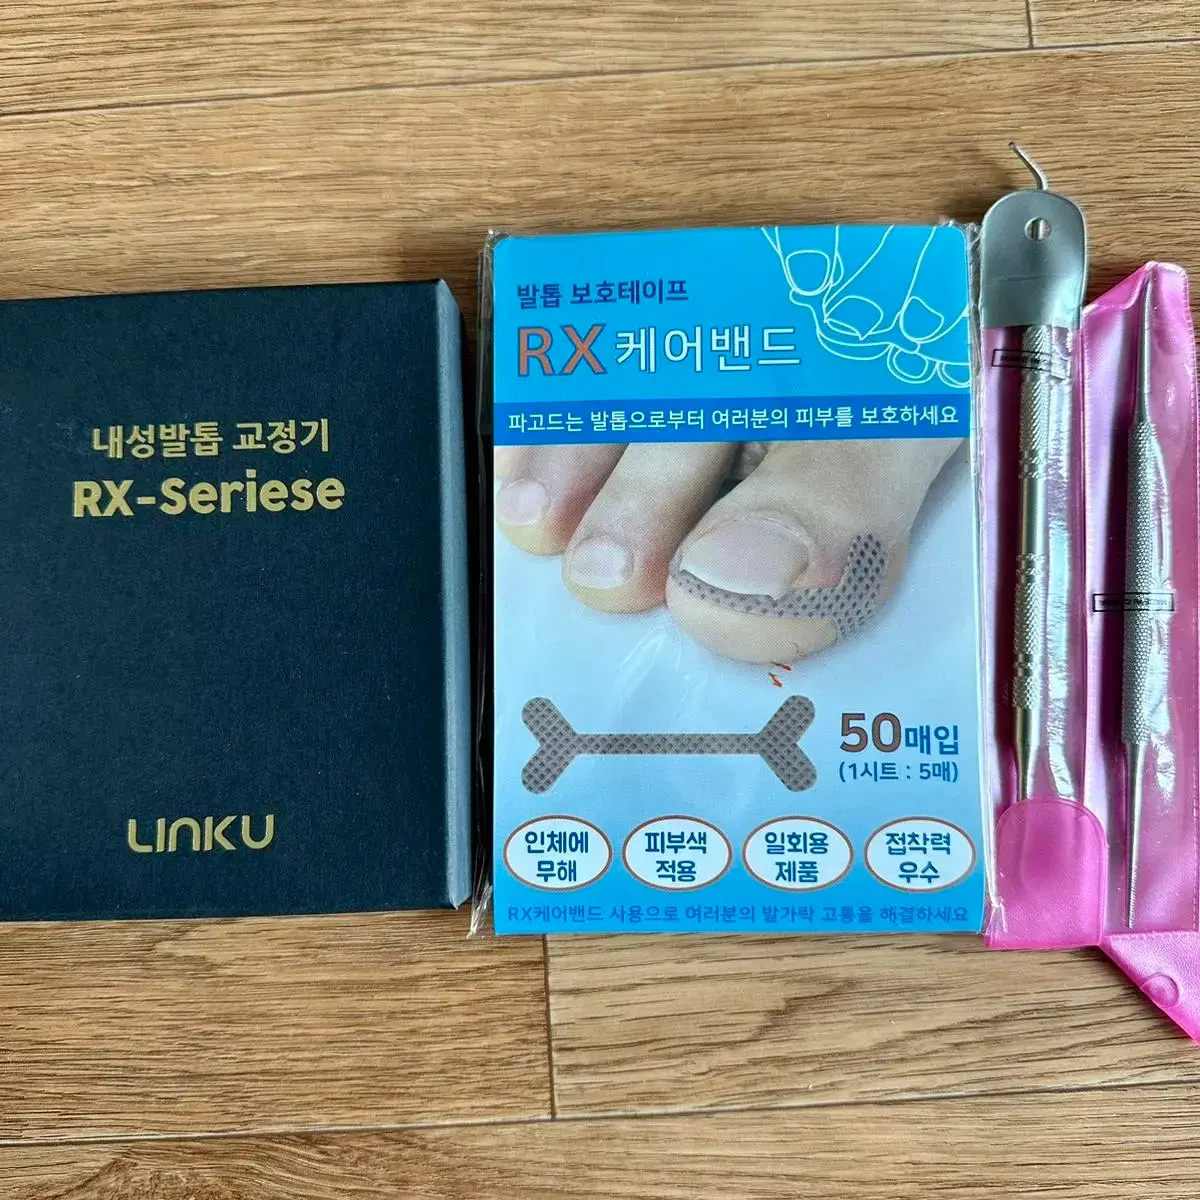 내성발톱 교정기
RX-Seriese
LINKU
발톱 보호테이프
RX 케어밴드
파고드는 발톱으로부터 여러분의 피부를 보호하세요
50매입
(1시트 : 5매)
인체에
무해
피부색
적용
일회용
제품
접착력
우수
RX케어밴드 사용으로 여러분의 발가락 고통을 해결하세요